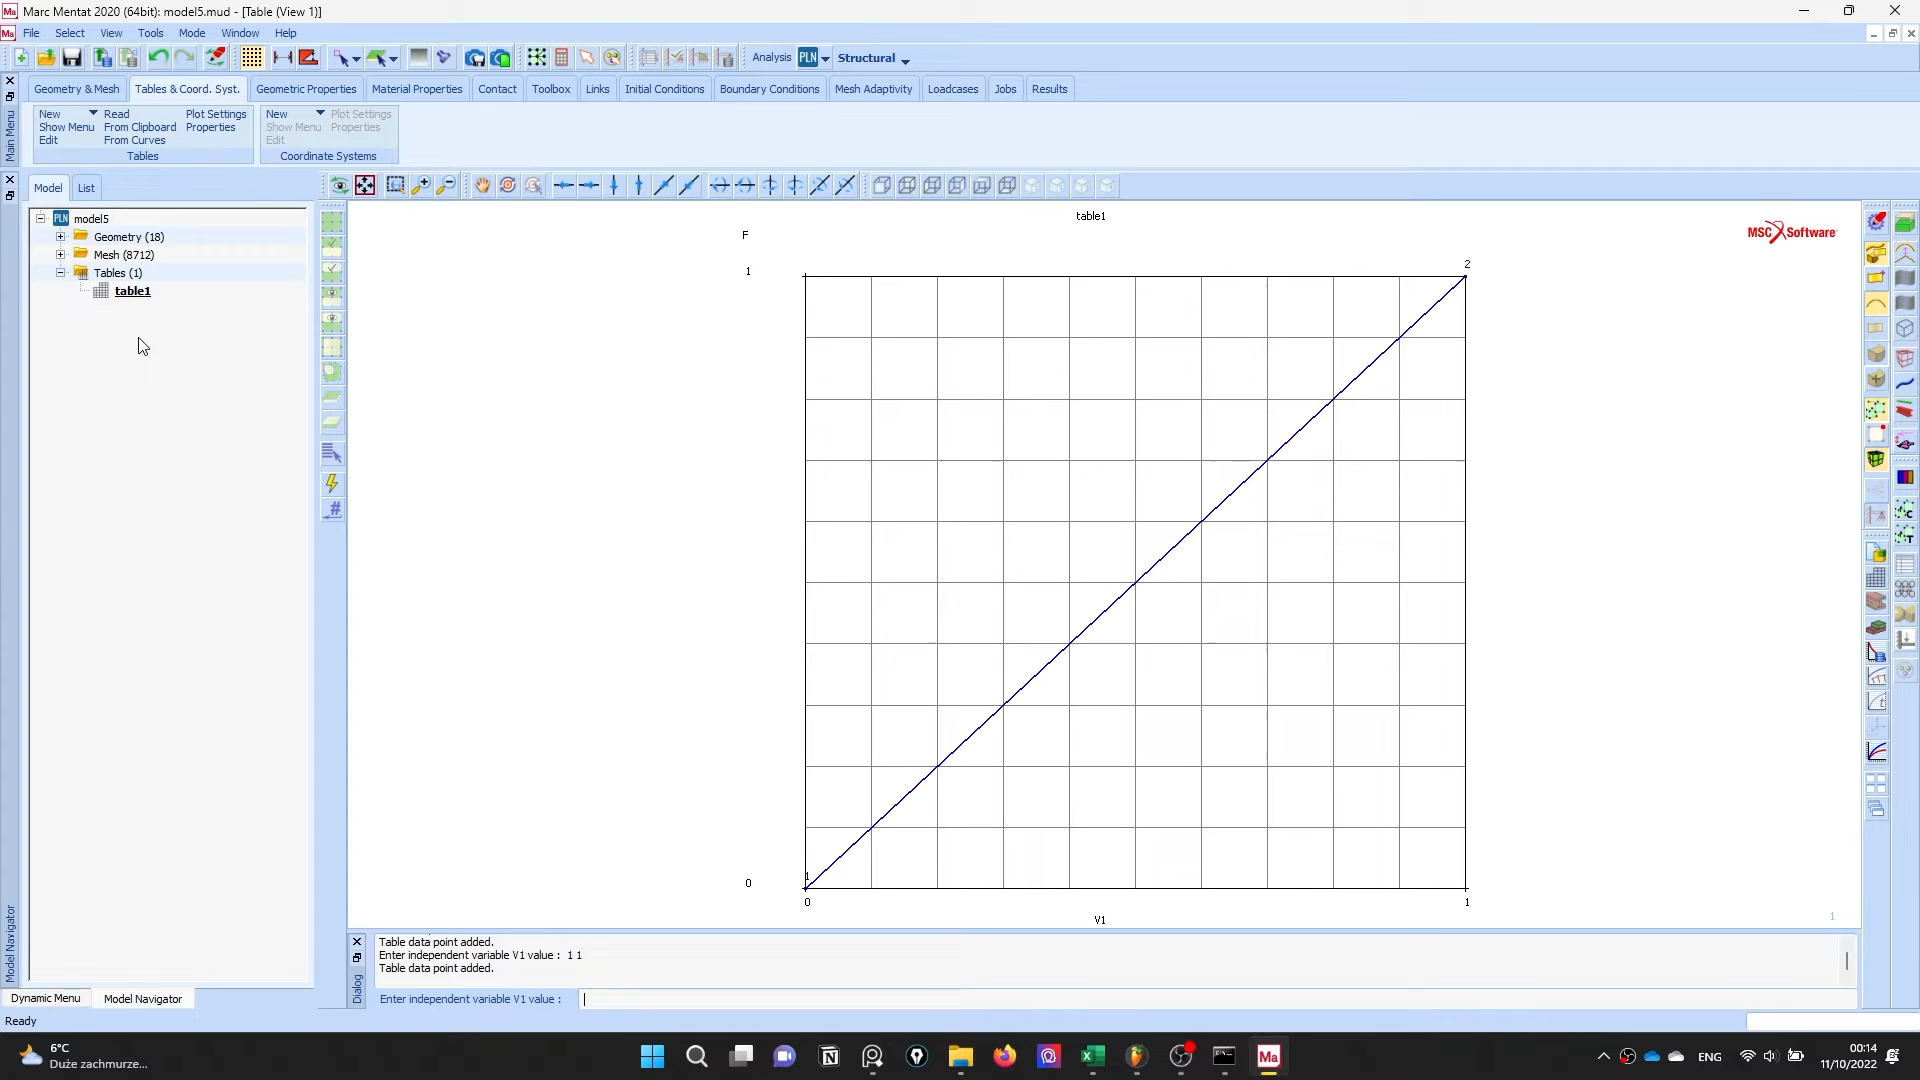 Marc Mentat 2020 (64bit): model5.mud - [Table (View 1)]
File Select View Tools Mode Window Help
Analysis PLN Structural
Geometry & Mesh Tables & Coord. Syst. Geometric Properties Material Properties Contact Toolbox Links Initial Conditions Boundary Conditions Mesh Adaptivity Loadcases Jobs Results
New Read Plot Settings New Plot Settings
Show Menu From Clipboard Properties Show Menu Properties
Edit From Curves Edit
Tables Coordinate Systems
Main Menu
Model List
PLN model5
Geometry (18)
Mesh (8712)
Tables (1)
table1
Model Navigator
table1
MSC Software
F
1
2
1
0
0
1
V1
1
Table data point added.
Enter independent variable V1 value : 1 1
Table data point added.
Dialog
Enter independent variable V1 value :
Dynamic Menu Model Navigator
Ready
6°C
Duże zachmurze...
ENG
00:14
11/10/2022